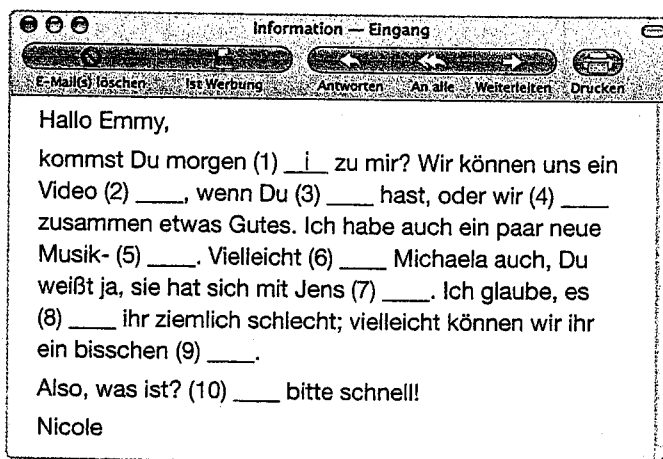 Information — Eingang
E-Mail(s) löschen Ist Werbung Antworten An alle Weiterleiten Drucken
Hallo Emmy,
kommst Du morgen (1) __i__ zu mir? Wir können uns ein
Video (2) ____, wenn Du (3) ____ hast, oder wir (4) ____
zusammen etwas Gutes. Ich habe auch ein paar neue
Musik- (5) ____. Vielleicht (6) ____ Michaela auch, Du
weißt ja, sie hat sich mit Jens (7) ____. Ich glaube, es
(8) ____ ihr ziemlich schlecht; vielleicht können wir ihr
ein bisschen (9) ____.
Also, was ist? (10) ____ bitte schnell!
Nicole